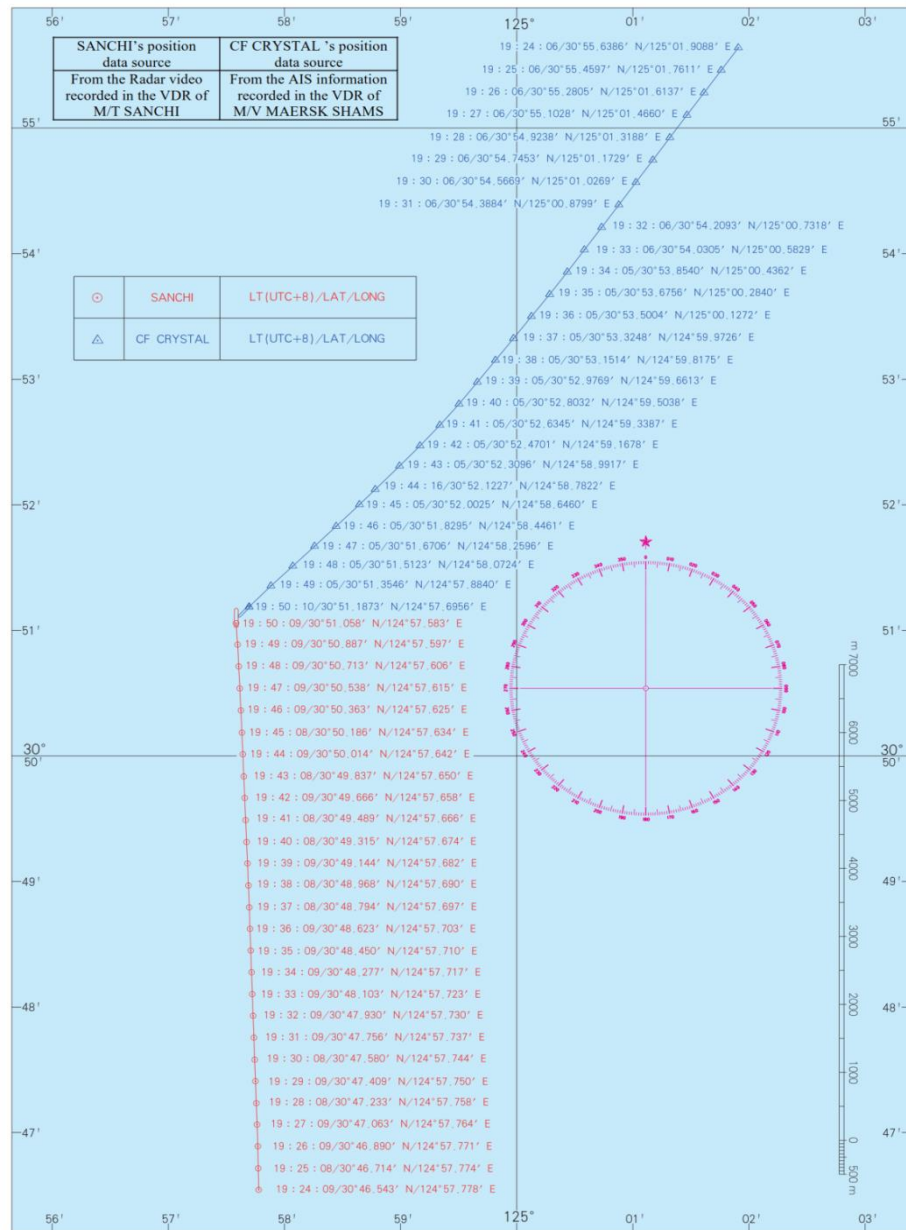 56'
57'
58'
59'
125°
01'
02'
03'
SANCHI's position
data source
CF CRYSTAL 's position
data source
From the Radar video
recorded in the VDR of
M/T SANCHI
From the AIS information
recorded in the VDR of
M/V MAERSK SHAMS
19 : 24 : 06/30°55,6386′ N/125°01,9088′ E
19 : 25 : 06/30°55,4597′ N/125°01,7611′ E
19 : 26 : 06/30°55,2805′ N/125°01,6137′ E
19 : 27 : 06/30°55,1028′ N/125°01,4660′ E
55'
55'
19 : 28 : 06/30°54,9238′ N/125°01,3188′ E
19 : 29 : 06/30°54,7453′ N/125°01,1729′ E
19 : 30 : 06/30°54,5669′ N/125°01,0269′ E
19 : 31 : 06/30°54,3884′ N/125°00,8799′ E
19 : 32 : 06/30°54,2093′ N/125°00,7318′ E
54'
54'
19 : 33 : 06/30°54,0305′ N/125°00,5829′ E
19 : 34 : 05/30°53,8540′ N/125°00,4362′ E
SANCHI
LT(UTC+8)/LAT/LONG
19 : 35 : 05/30°53,6756′ N/125°00,2840′ E
19 : 36 : 05/30°53,5004′ N/125°00,1272′ E
CF CRYSTAL
LT(UTC+8)/LAT/LONG
19 : 37 : 05/30°53,3248′ N/124°59,9726′ E
19 : 38 : 05/30°53,1514′ N/124°59,8175′ E
53'
53'
19 : 39 : 05/30°52,9769′ N/124°59,6613′ E
19 : 40 : 05/30°52,8032′ N/124°59,5038′ E
19 : 41 : 05/30°52,6345′ N/124°59,3387′ E
19 : 42 : 05/30°52,4701′ N/124°59,1678′ E
19 : 43 : 05/30°52,3096′ N/124°58,9917′ E
19 : 44 : 16/30°52,1227′ N/124°58,7822′ E
52'
52'
19 : 45 : 05/30°52,0025′ N/124°58,6460′ E
19 : 46 : 05/30°51,8295′ N/124°58,4461′ E
19 : 47 : 05/30°51,6706′ N/124°58,2596′ E
19 : 48 : 05/30°51,5123′ N/124°58,0724′ E
19 : 49 : 05/30°51,3546′ N/124°57,8840′ E
19 : 50 : 10/30°51,1873′ N/124°57,6956′ E
51'
51'
19 : 50 : 09/30°51,058′ N/124°57,583′ E
19 : 49 : 09/30°50,887′ N/124°57,597′ E
19 : 48 : 09/30°50,713′ N/124°57,606′ E
19 : 47 : 09/30°50,538′ N/124°57,615′ E
19 : 46 : 09/30°50,363′ N/124°57,625′ E
19 : 45 : 08/30°50,186′ N/124°57,634′ E
19 : 44 : 09/30°50,014′ N/124°57,642′ E
30°
50'
30°
50'
19 : 43 : 08/30°49,837′ N/124°57,650′ E
19 : 42 : 09/30°49,666′ N/124°57,658′ E
19 : 41 : 08/30°49,489′ N/124°57,666′ E
19 : 40 : 08/30°49,315′ N/124°57,674′ E
19 : 39 : 09/30°49,144′ N/124°57,682′ E
49'
49'
19 : 38 : 08/30°48,968′ N/124°57,690′ E
19 : 37 : 08/30°48,794′ N/124°57,697′ E
19 : 36 : 09/30°48,623′ N/124°57,703′ E
19 : 35 : 09/30°48,450′ N/124°57,710′ E
19 : 34 : 09/30°48,277′ N/124°57,717′ E
19 : 33 : 09/30°48,103′ N/124°57,723′ E
48'
48'
19 : 32 : 09/30°47,930′ N/124°57,730′ E
19 : 31 : 09/30°47,756′ N/124°57,737′ E
19 : 30 : 08/30°47,580′ N/124°57,744′ E
19 : 29 : 09/30°47,409′ N/124°57,750′ E
19 : 28 : 08/30°47,233′ N/124°57,758′ E
19 : 27 : 09/30°47,063′ N/124°57,764′ E
47'
47'
19 : 26 : 09/30°46,890′ N/124°57,771′ E
19 : 25 : 08/30°46,714′ N/124°57,774′ E
19 : 24 : 09/30°46,543′ N/124°57,778′ E
m 7000
6000
5000
4000
3000
2000
1000
0
500 m
56'
57'
58'
59'
125°
01'
02'
03'